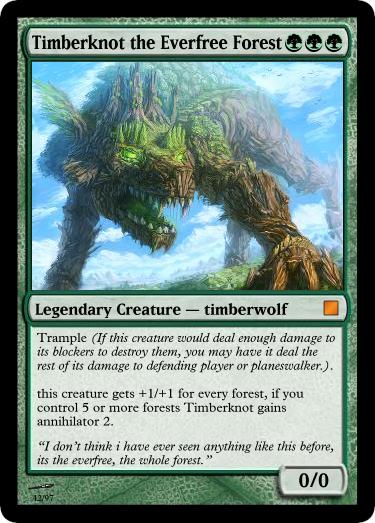 Timberknot the Everfree Forest
Legendary Creature — timberwolf
Trample (If this creature would deal enough damage to
its blockers to destroy them, you may have it deal the
rest of its damage to defending player or planeswalker.).
this creature gets +1/+1 for every forest, if you
control 5 or more forests Timberknot gains
annihilator 2.
“I don't think i have ever seen anything like this before,
its the everfree, the whole forest.”
0/0